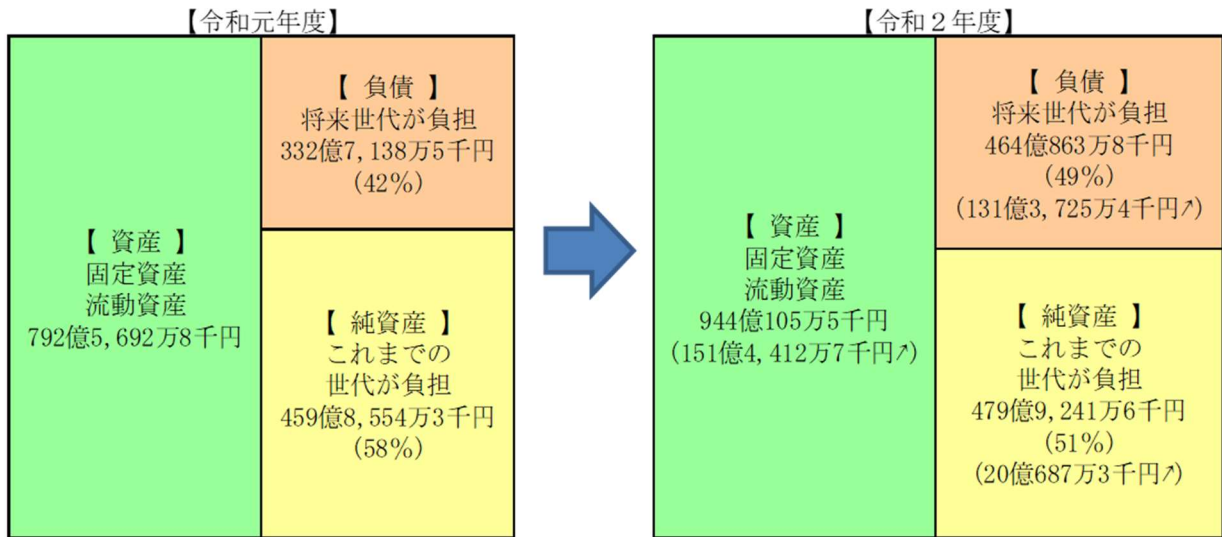 【令和元年度】
【 資産 】
固定資産
流動資産
792億5,692万8千円
【 負債 】
将来世代が負担
332億7,138万5千円
(42%)
【 純資産 】
これまでの
世代が負担
459億8,554万3千円
(58%)
【令和２年度】
【 資産 】
固定資産
流動資産
944億105万5千円
(151億4,412万7千円↗)
【 負債 】
将来世代が負担
464億863万8千円
(49%)
(131億3,725万4千円↗)
【 純資産 】
これまでの
世代が負担
479億9,241万6千円
(51%)
(20億687万3千円↗)